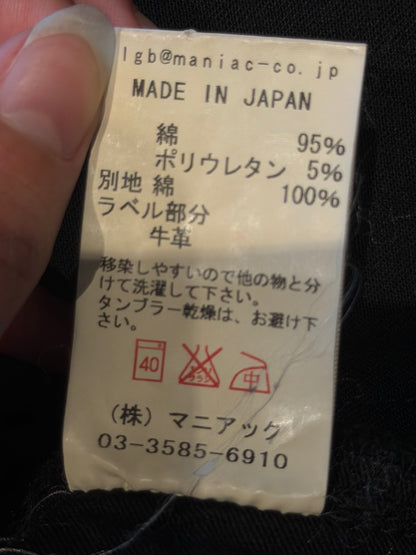 lgb@maniac-co.jp
MADE IN JAPAN
綿 95%
ポリウレタン 5%
別地 綿 100%
ラベル部分
牛革
移染しやすいので他の物と分
けて洗濯して下さい。
タンブラー乾燥は、お避け下
さい。
40 中
(株) マニアック
03-3585-6910